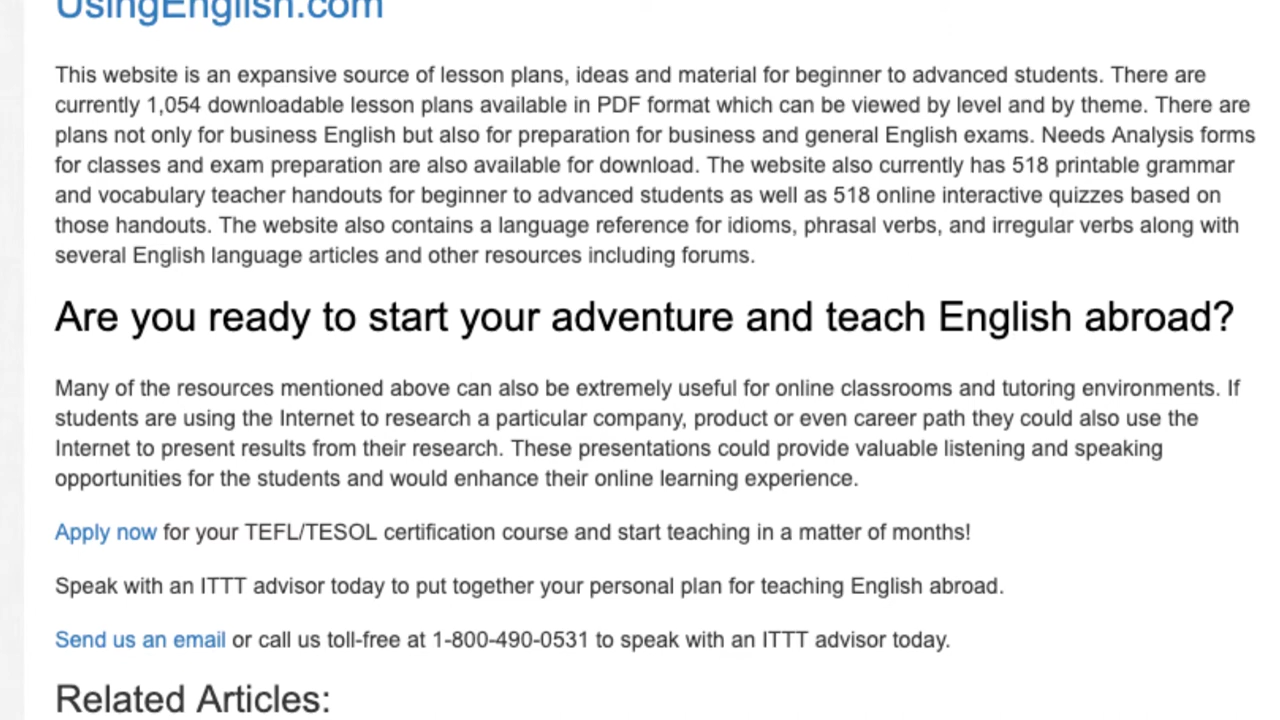 UsingEnglish.com
This website is an expansive source of lesson plans, ideas and material for beginner to advanced students. There are
currently 1,054 downloadable lesson plans available in PDF format which can be viewed by level and by theme. There are
plans not only for business English but also for preparation for business and general English exams. Needs Analysis forms
for classes and exam preparation are also available for download. The website also currently has 518 printable grammar
and vocabulary teacher handouts for beginner to advanced students as well as 518 online interactive quizzes based on
those handouts. The website also contains a language reference for idioms, phrasal verbs, and irregular verbs along with
several English language articles and other resources including forums.
Are you ready to start your adventure and teach English abroad?
Many of the resources mentioned above can also be extremely useful for online classrooms and tutoring environments. If
students are using the Internet to research a particular company, product or even career path they could also use the
Internet to present results from their research. These presentations could provide valuable listening and speaking
opportunities for the students and would enhance their online learning experience.
Apply now for your TEFL/TESOL certification course and start teaching in a matter of months!
Speak with an ITTT advisor today to put together your personal plan for teaching English abroad.
Send us an email or call us toll-free at 1-800-490-0531 to speak with an ITTT advisor today.
Related Articles: